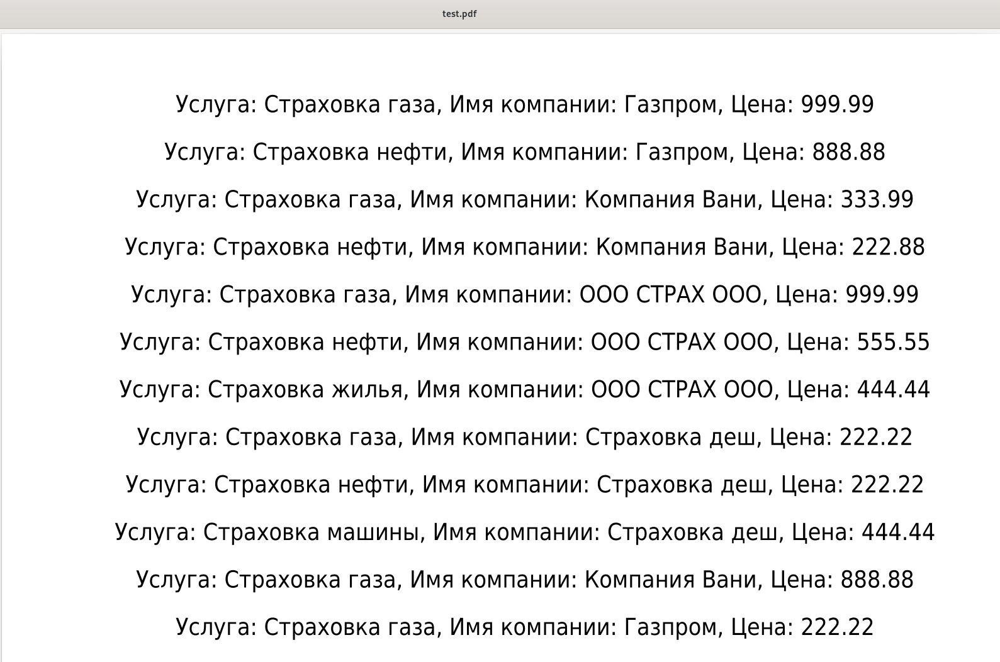 test.pdf
Услуга: Страховка газа, Имя компании: Газпром, Цена: 999.99
Услуга: Страховка нефти, Имя компании: Газпром, Цена: 888.88
Услуга: Страховка газа, Имя компании: Компания Вани, Цена: 333.99
Услуга: Страховка нефти, Имя компании: Компания Вани, Цена: 222.88
Услуга: Страховка газа, Имя компании: ООО СТРАХ ООО, Цена: 999.99
Услуга: Страховка нефти, Имя компании: ООО СТРАХ ООО, Цена: 555.55
Услуга: Страховка жилья, Имя компании: ООО СТРАХ ООО, Цена: 444.44
Услуга: Страховка газа, Имя компании: Страховка деш, Цена: 222.22
Услуга: Страховка нефти, Имя компании: Страховка деш, Цена: 222.22
Услуга: Страховка машины, Имя компании: Страховка деш, Цена: 444.44
Услуга: Страховка газа, Имя компании: Компания Вани, Цена: 888.88
Услуга: Страховка газа, Имя компании: Газпром, Цена: 222.22